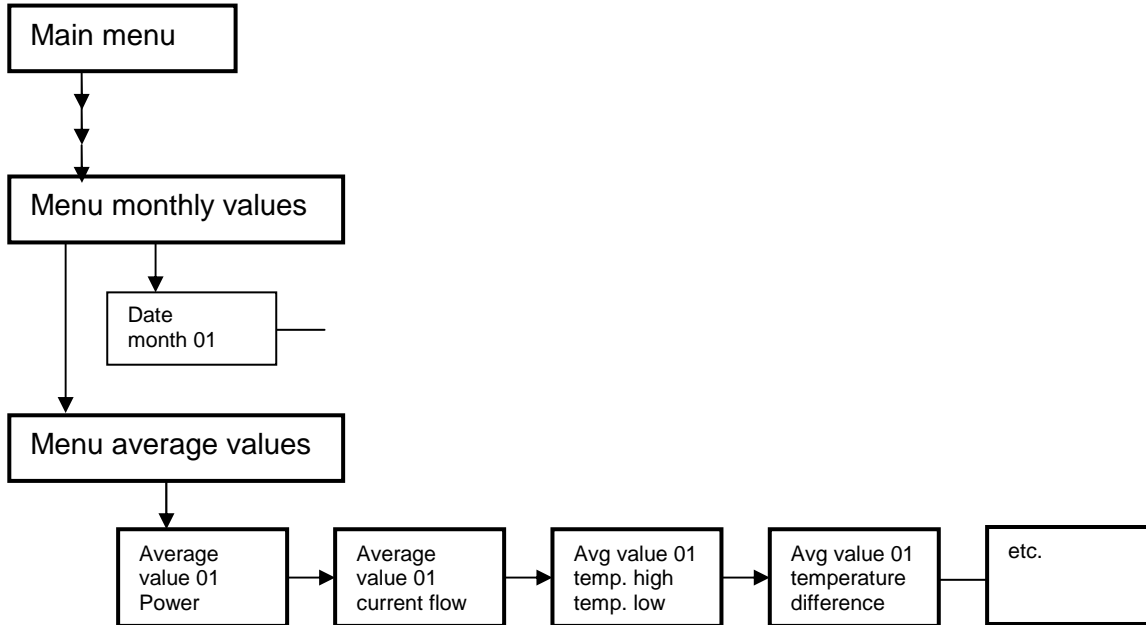 Main menu
Menu monthly values
Date
month 01
Menu average values
Average
value 01
Power
Average
value 01
current flow
Avg value 01
temp. high
temp. low
Avg value 01
temperature
difference
etc.